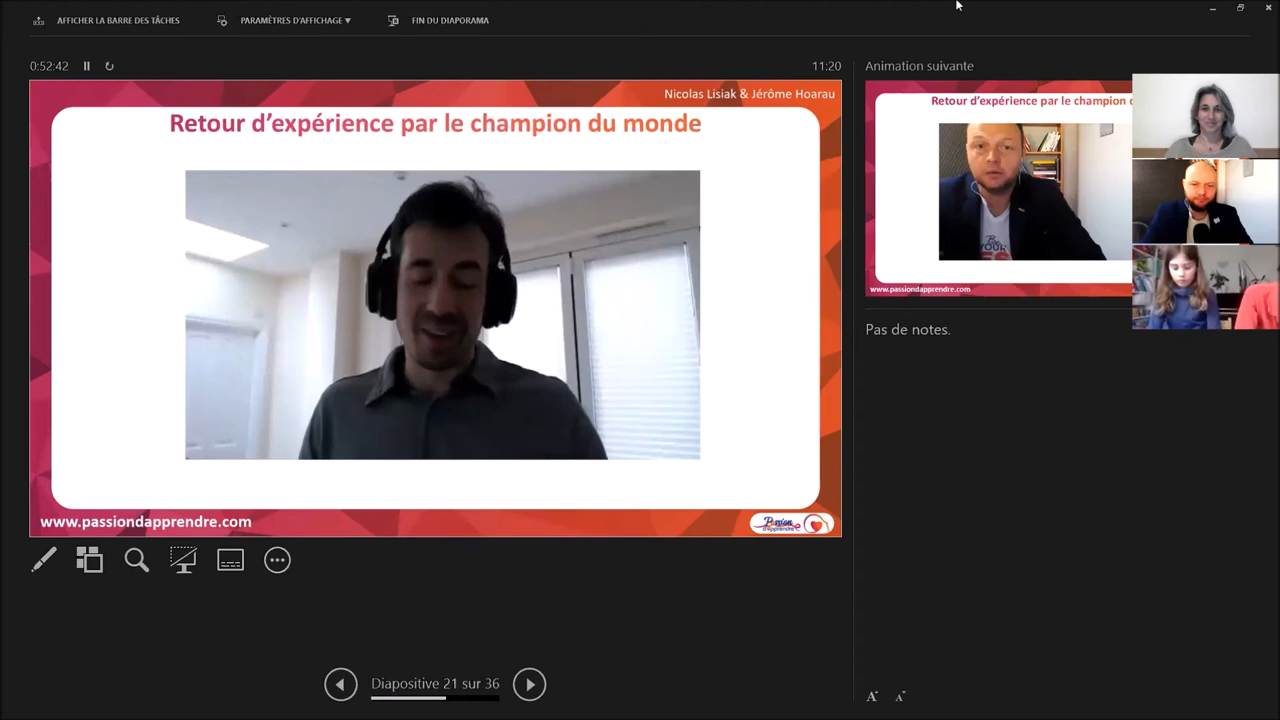 AFFICHER LA BARRE DES TÂCHES
PARAMÈTRES D'AFFICHAGE ▼
FIN DU DIAPORAMA
0:52:42
11:20
Nicolas Lisiak & Jérôme Hoarau
Retour d'expérience par le champion du monde
www.passiondapprendre.com
Passion
d'apprendre
Animation suivante
Retour d'expérience par le champion
www.passiondapprendre.com
Pas de notes.
Diapositive 21 sur 36
A
A